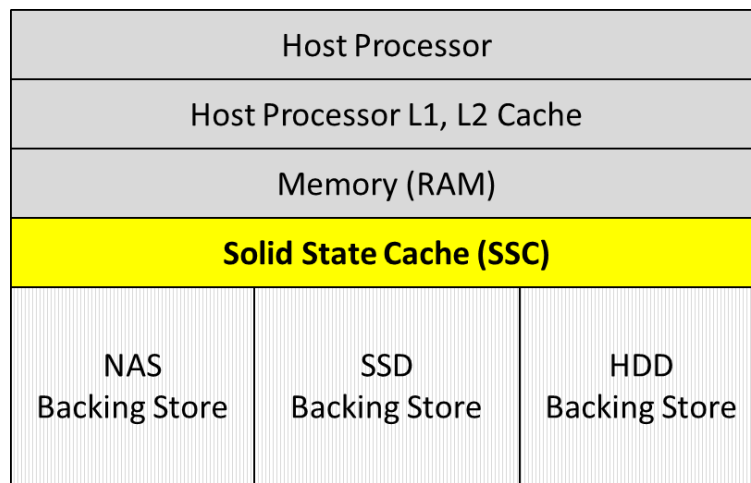 Host Processor
Host Processor L1, L2 Cache
Memory (RAM)
Solid State Cache (SSC)
NAS
Backing Store
SSD
Backing Store
HDD
Backing Store